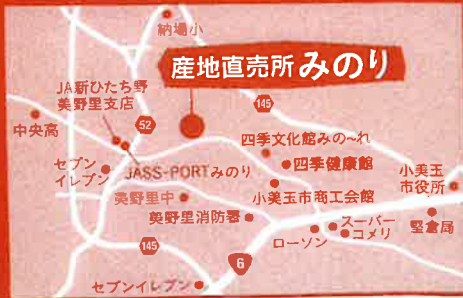 納場小
産地直売所みのり
JA新ひたち野
美野里支店
145
中央高
52
四季文化館みの～れ
セブン
イレブン
JASS-PORTみのり
四季健康館
小美玉
市役所
美野里中
小美玉市商工会館
美野里消防署
スーパー
コメリ
ローソン
堅倉局
145
6
セブンイレブン